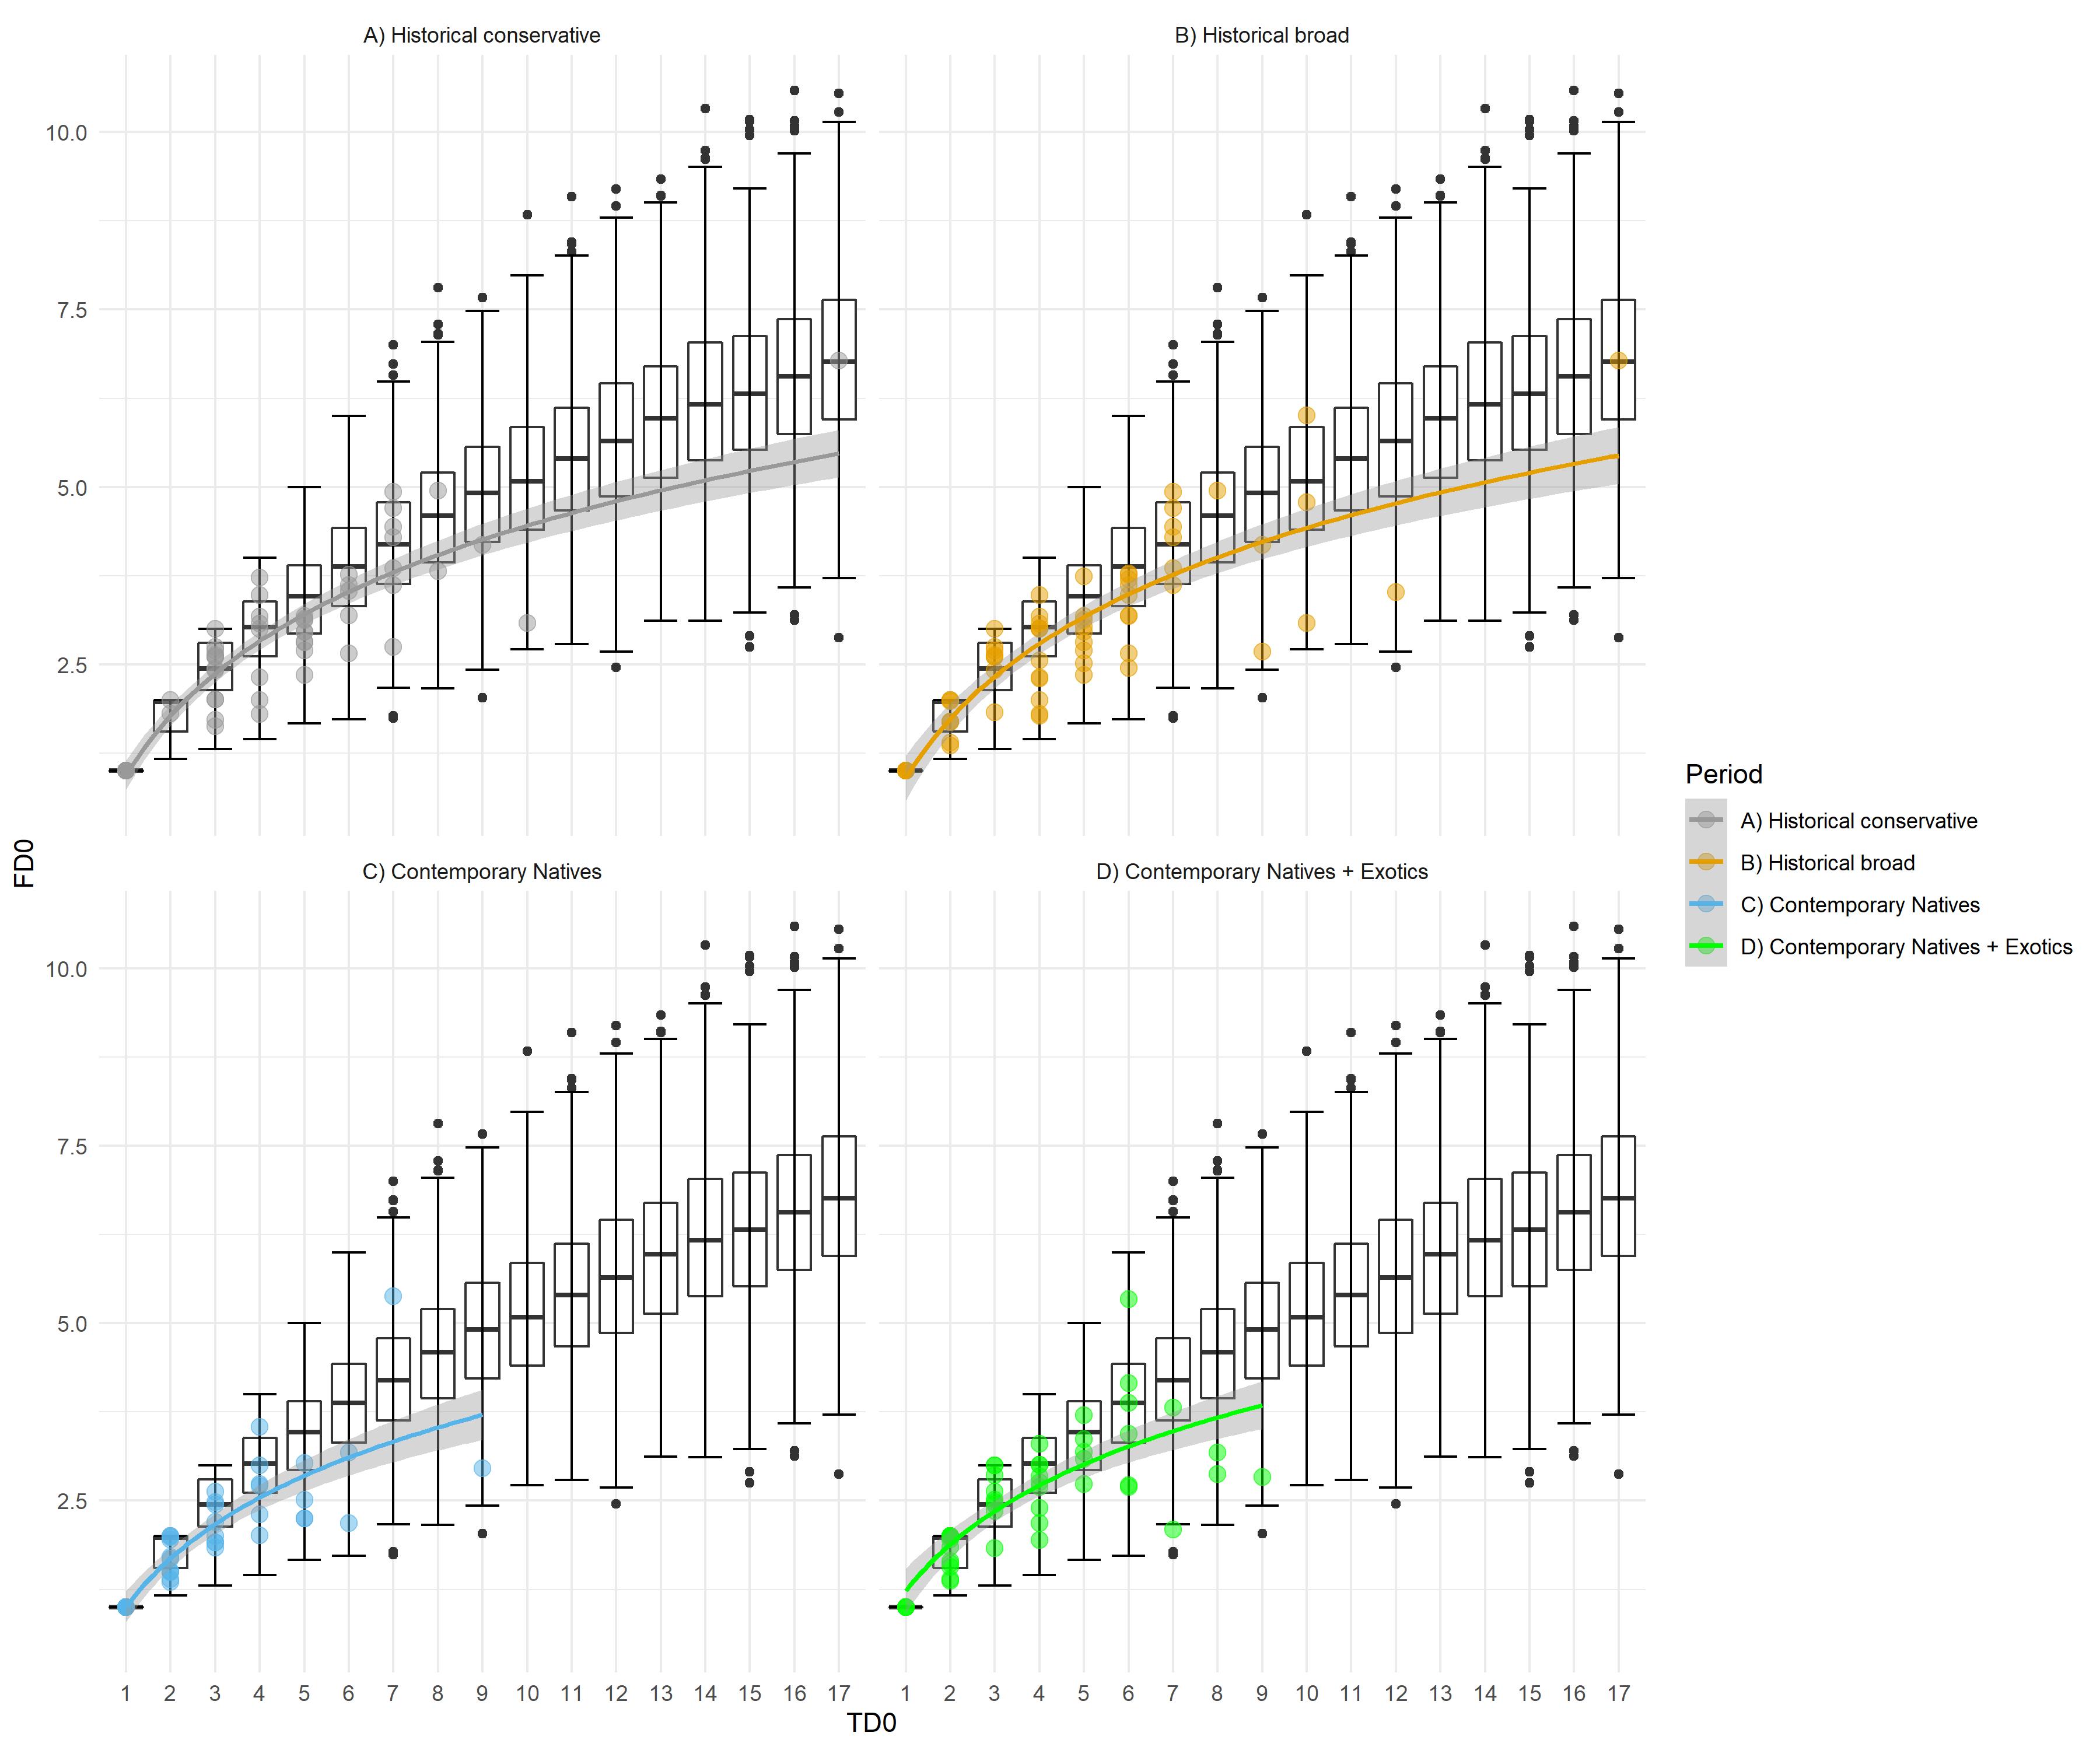 A) Historical conservative
B) Historical broad
10.0
7.5
5.0
2.5
FD0
C) Contemporary Natives
D) Contemporary Natives + Exotics
10.0
7.5
5.0
2.5
1 2 3 4 5 6 7 8 9 10 11 12 13 14 15 16 17
1 2 3 4 5 6 7 8 9 10 11 12 13 14 15 16 17
TD0
Period
A) Historical conservative
B) Historical broad
C) Contemporary Natives
D) Contemporary Natives + Exotics